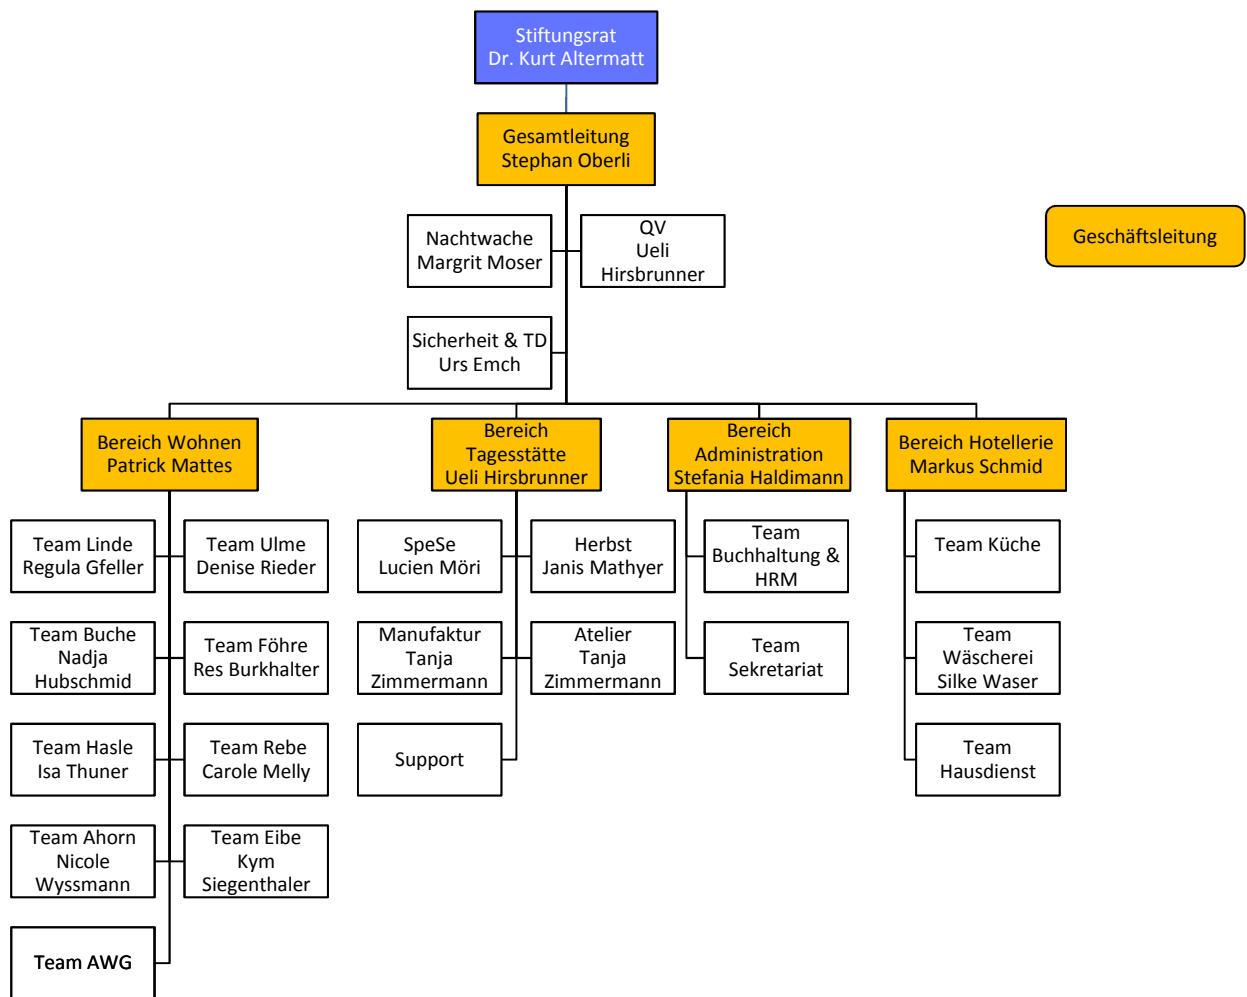 Stiftungsrat
Dr. Kurt Altermatt
Gesamtleitung
Stephan Oberli
Nachtwache
Margrit Moser
QV
Ueli
Hirsbrunner
Geschäftsleitung
Sicherheit & TD
Urs Emch
Bereich Wohnen
Patrick Mattes
Bereich
Tagesstätte
Ueli Hirsbrunner
Bereich
Administration
Stefania Haldimann
Bereich Hotellerie
Markus Schmid
Team Linde
Regula Gfeller
Team Ulme
Denise Rieder
SpeSe
Lucien Möri
Herbst
Janis Mathyer
Team
Buchhaltung &
HRM
Team Küche
Team Buche
Nadja
Hubschmid
Team Föhre
Res Burkhalter
Manufaktur
Tanja
Zimmermann
Atelier
Tanja
Zimmermann
Team
Sekretariat
Team
Wäscherei
Silke Waser
Team Hasle
Isa Thuner
Team Rebe
Carole Melly
Support
Team
Hausdienst
Team Ahorn
Nicole
Wyssmann
Team Eibe
Kym
Siegenthaler
Team AWG